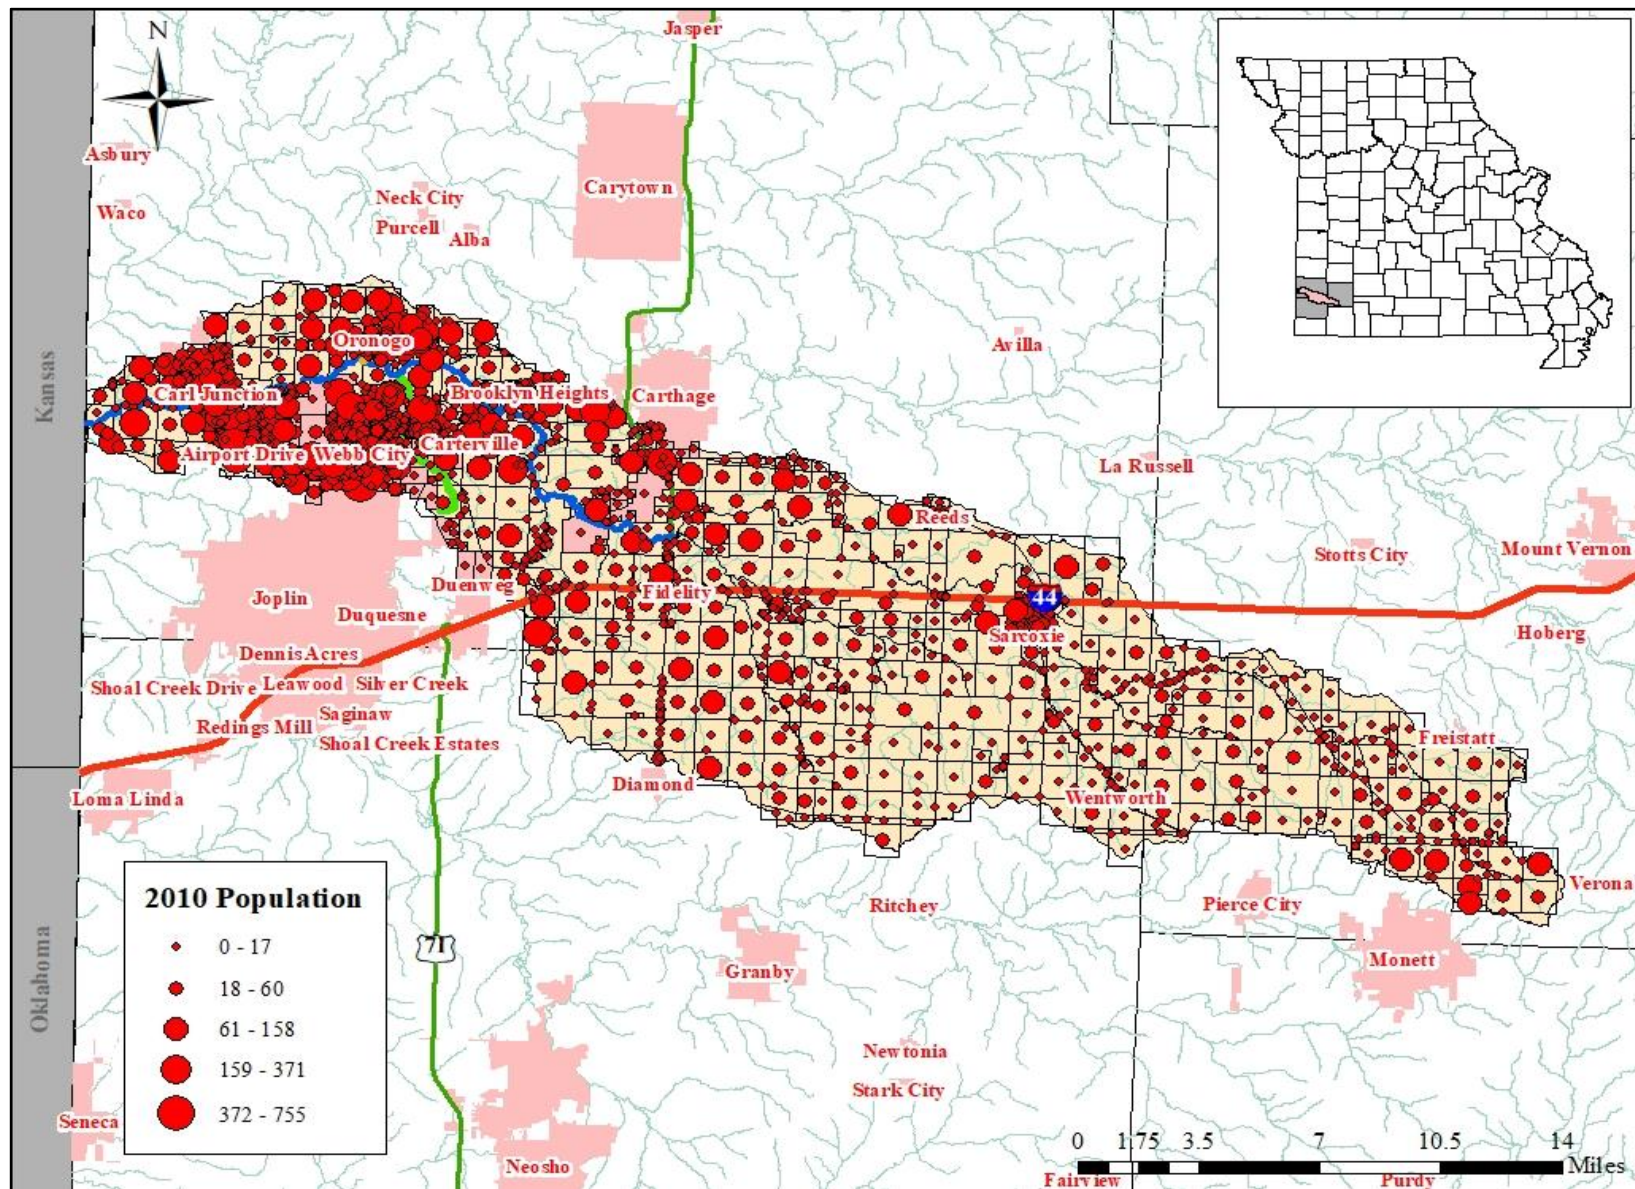 Jasper
N
Asbury
Carytown
Neck City
Waco
Purcell
Alba
Kansas
Oronogo
Avilla
Carl Junction
Brooklyn Heights
Carthage
Airport Drive
Webb City
Carterville
La Russell
Reeds
Stotts City
Mount Vernon
Duenweg
Fidelity
44
Joplin
Duquesne
Sarcoxie
Hoberg
Dennis Acres
Shoal Creek Drive
Leawood
Silver Creek
Saginaw
Redings Mill
Shoal Creek Estates
Freistatt
Diamond
Loma Linda
Wentworth
2010 Population
0 - 17
18 - 60
61 - 158
159 - 371
372 - 755
Verona
Ritchey
Pierce City
71
Granby
Monett
Oklahoma
Newtonia
Stark City
Seneca
Neosho
0 1.75 3.5 7 10.5 14
Miles
Fairview
Purdy